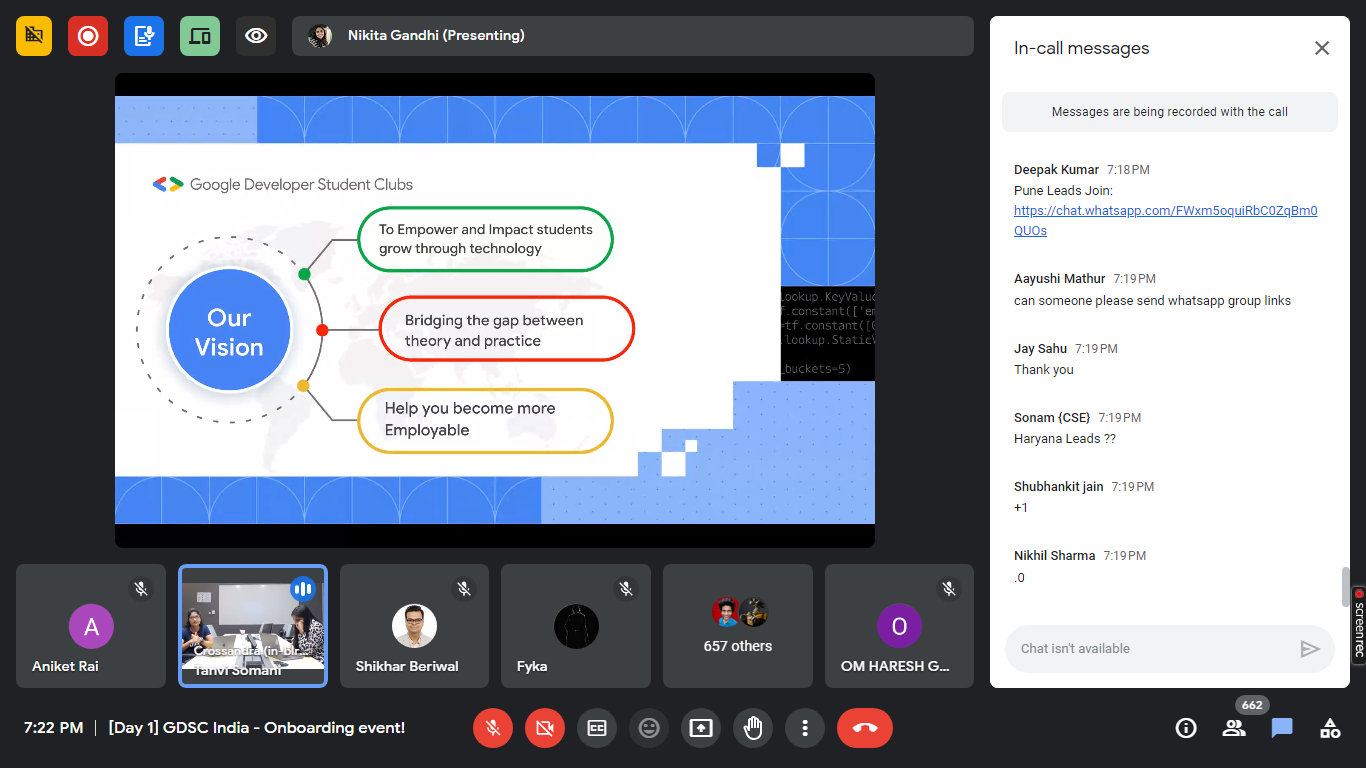 Nikita Gandhi (Presenting)
Google Developer Student Clubs
Our
Vision
To Empower and Impact students
grow through technology
Bridging the gap between
theory and practice
Help you become more
Employable
lookup.KeyValu
f.constant(['em
=tf.constant([
.lookup.Static
_buckets=5)
A
Aniket Rai
Crossandra (in-blr...
Tanvi Somani
Shikhar Beriwal
Fyka
657 others
O
OM HARESH G...
7:22 PM | [Day 1] GDSC India - Onboarding event!
CC
662
In-call messages
Messages are being recorded with the call
Deepak Kumar 7:18 PM
Pune Leads Join:
https://chat.whatsapp.com/FWxm5oquiRbC0ZqBm0
QUOs
Aayushi Mathur 7:19 PM
can someone please send whatsapp group links
Jay Sahu 7:19 PM
Thank you
Sonam {CSE} 7:19 PM
Haryana Leads ??
Shubhankit jain 7:19 PM
+1
Nikhil Sharma 7:19 PM
.0
Chat isn't available
screenrec